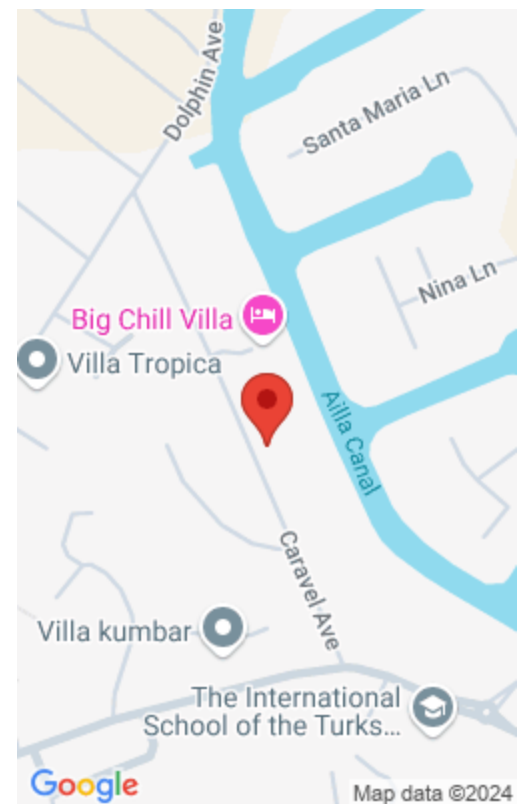 Dolphin Ave
Santa Maria Ln
Nina Ln
Big Chill Villa
Villa Tropica
Ailla Canal
Caravel Ave
Villa kumbar
The International
School of the Turks...
Google
Map data ©2024